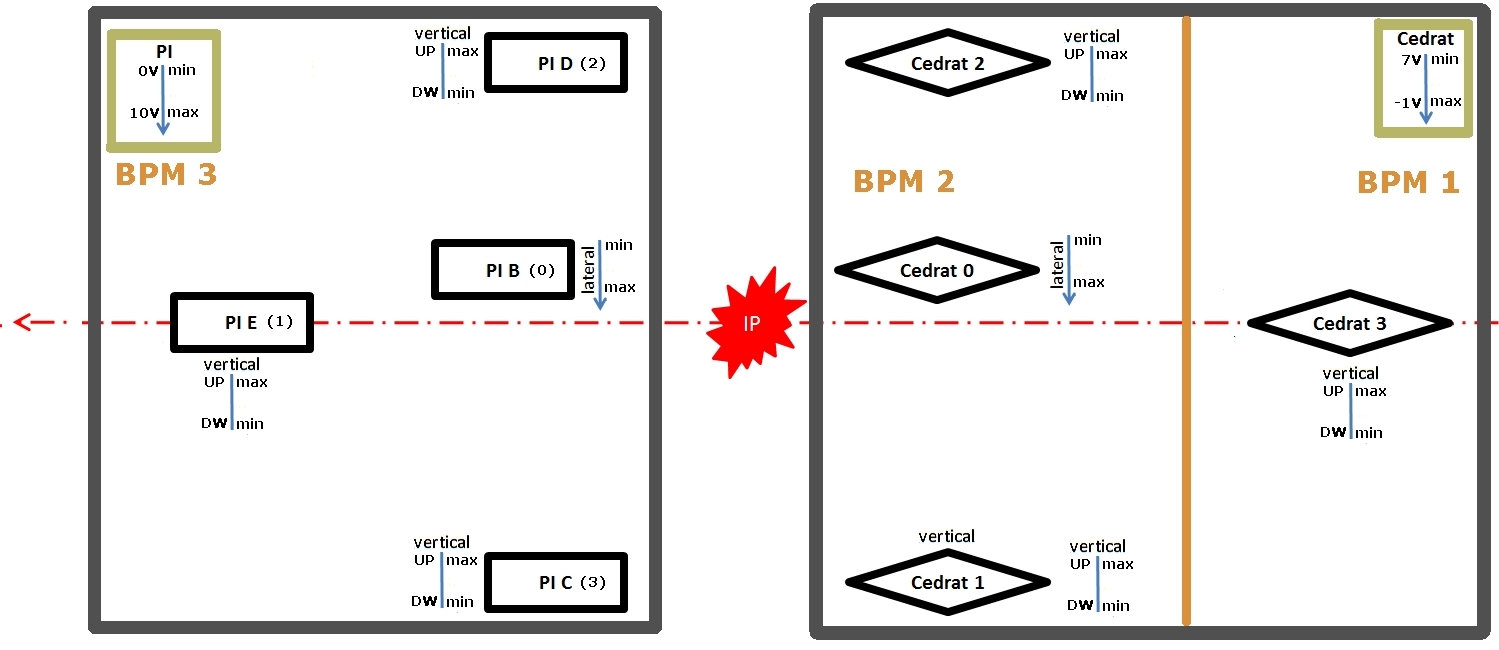 PI
0V min
10V max
BPM 3
vertical
UP max
DW min
PI D (2)
PI B (0)
lateral
min
max
PI E (1)
vertical
UP max
DW min
vertical
UP max
DW min
PI C (3)
IP
Cedrat 2
vertical
UP max
DW min
BPM 2
Cedrat 0
lateral
min
max
vertical
Cedrat 1
vertical
UP max
DW min
Cedrat
7V min
-1V max
BPM 1
Cedrat 3
vertical
UP max
DW min